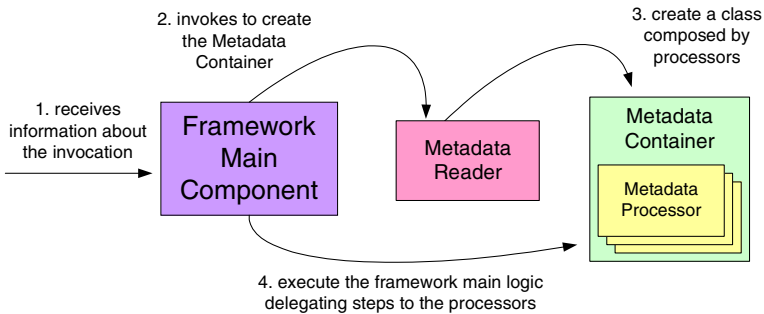 2. invokes to create
the Metadata
Container
3. create a class
composed by
processors
1. receives
information about
the invocation
Framework
Main
Component
Metadata
Reader
Metadata
Container
Metadata
Processor
4. execute the framework main logic
delegating steps to the processors